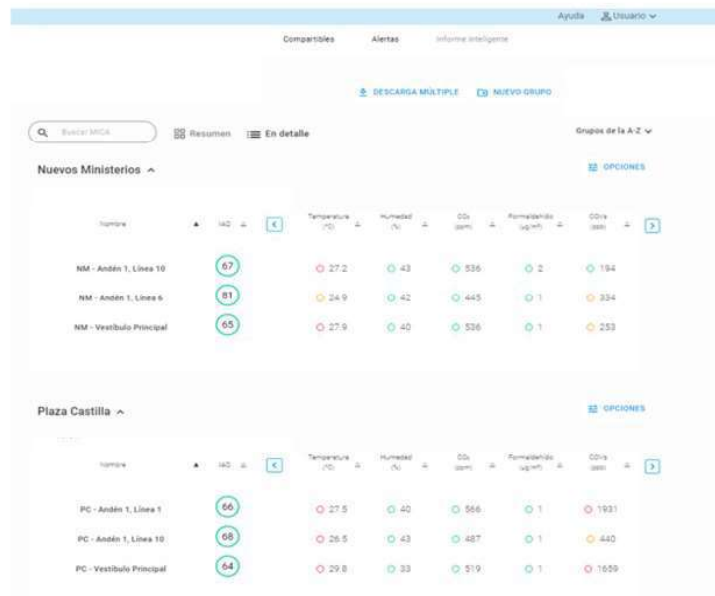 Ayuda Usuario
Compartibles Alertas Informe Inteligente
DESCARGA MÚLTIPLE NUEVO GRUPO
Buscar MICA Resumen En detalle Grupos de la A-Z
Nuevos Ministerios OPCIONES
Nombre IAQ Temperatura (ºC) Humedad (%) CO₂ (ppm) Formaldehído (µg/m³) COVs (ppb)
NM - Andén 1, Línea 10 67 27.2 43 536 2 194
NM - Andén 1, Línea 6 81 24.9 42 445 1 334
NM - Vestíbulo Principal 65 27.9 40 536 1 253
Plaza Castilla OPCIONES
Nombre IAQ Temperatura (ºC) Humedad (%) CO₂ (ppm) Formaldehído (µg/m³) COVs (ppb)
PC - Andén 1, Línea 1 66 27.5 40 566 1 1931
PC - Andén 1, Línea 10 68 26.5 43 487 1 440
PC - Vestíbulo Principal 64 29.8 33 519 1 1659